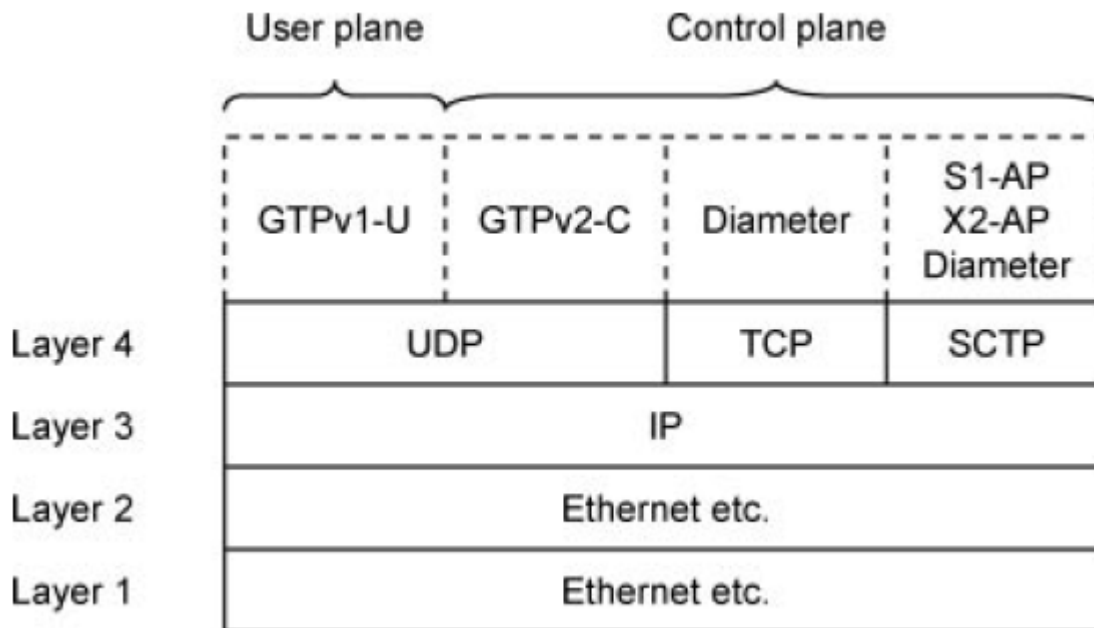 User plane
Control plane
GTPv1-U
GTPv2-C
Diameter
S1-AP
X2-AP
Diameter
Layer 4
UDP
TCP
SCTP
Layer 3
IP
Layer 2
Ethernet etc.
Layer 1
Ethernet etc.